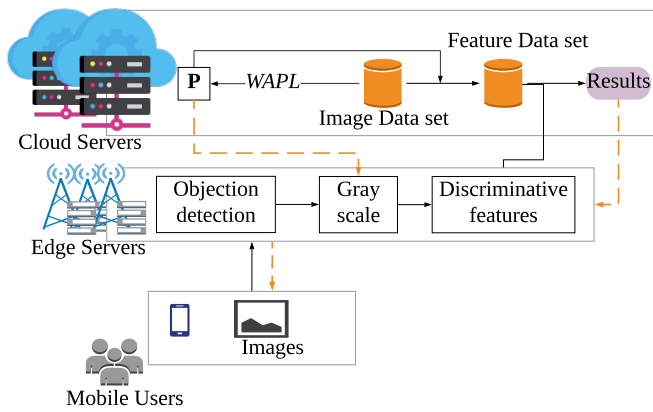 Feature Data set
P
WAPL
Results
Image Data set
Cloud Servers
Objection
detection
Gray
scale
Discriminative
features
Edge Servers
Images
Mobile Users